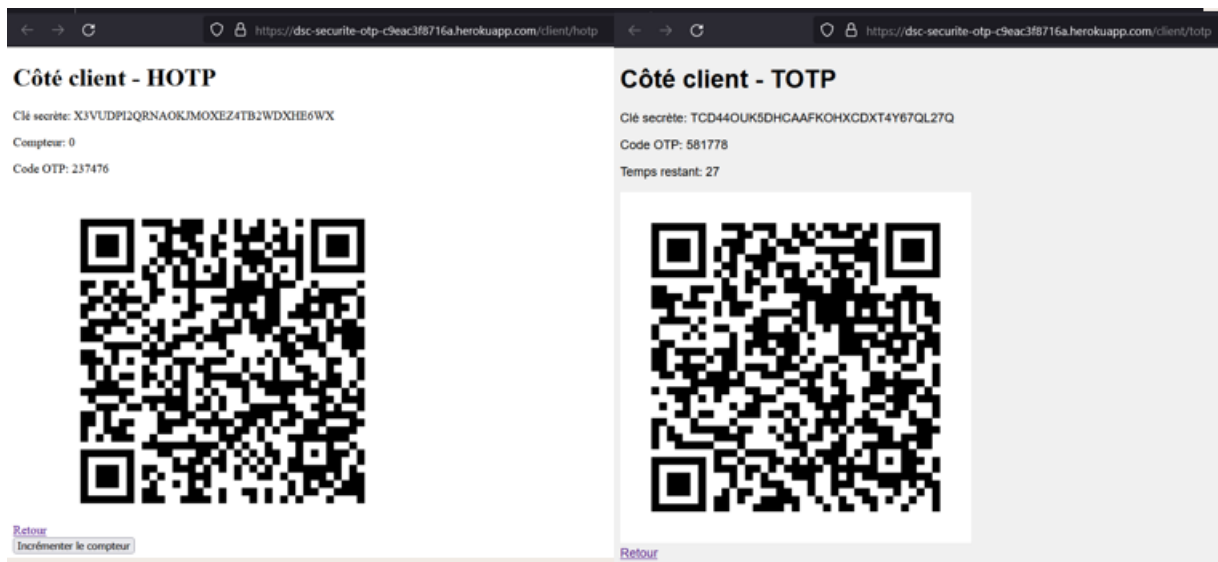 https://dsc-securite-otp-c9eac3f8716a.herokuapp.com/client/hotp
Côté client - HOTP
Clé secrète: X3VUDPI2QRNAOKJMOXEZ4TB2WDXHE6WX
Compteur: 0
Code OTP: 237476
Retour
Incrémenter le compteur
https://dsc-securite-otp-c9eac3f8716a.herokuapp.com/client/totp
Côté client - TOTP
Clé secrète: TCD44OUK5DHCAAFKOHXCDXT4Y67QL27Q
Code OTP: 581778
Temps restant: 27
Retour